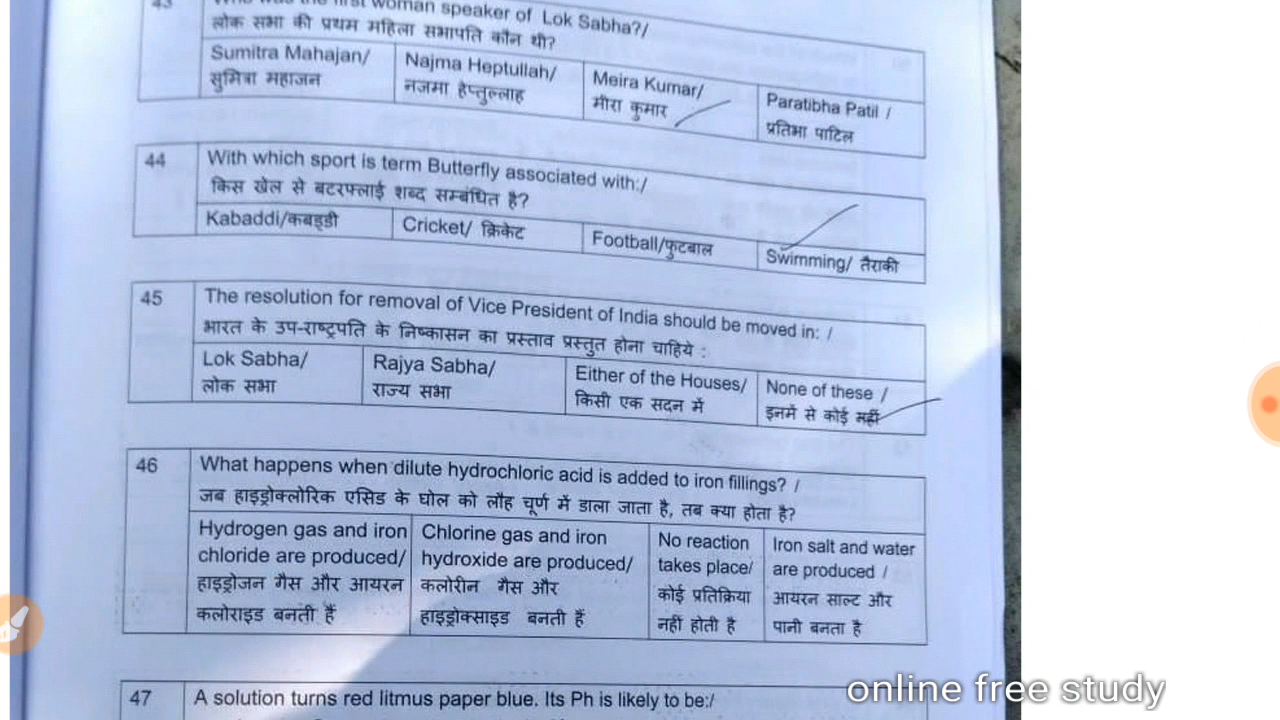 43
first woman speaker of Lok Sabha?/
लोक सभा की प्रथम महिला सभापति कौन थी?
Sumitra Mahajan/
सुमित्रा महाजन
Najma Heptullah/
नजमा हेप्तुल्लाह
Meira Kumar/
मीरा कुमार
Paratibha Patil /
प्रतिभा पाटिल
44
With which sport is term Butterfly associated with:/
किस खेल से बटरफ्लाई शब्द सम्बंधित है?
Kabaddi/कबड्डी
Cricket/ क्रिकेट
Football/फुटबाल
Swimming/ तैराकी
45
The resolution for removal of Vice President of India should be moved in: /
भारत के उप-राष्ट्रपति के निष्कासन का प्रस्ताव प्रस्तुत होना चाहिये :
Lok Sabha/
लोक सभा
Rajya Sabha/
राज्य सभा
Either of the Houses/
किसी एक सदन में
None of these /
इनमें से कोई नहीं
46
What happens when dilute hydrochloric acid is added to iron fillings? /
जब हाइड्रोक्लोरिक एसिड के घोल को लौह चूर्ण में डाला जाता है, तब क्या होता है?
Hydrogen gas and iron
chloride are produced/
हाइड्रोजन गैस और आयरन
कलोराइड बनती हैं
Chlorine gas and iron
hydroxide are produced/
कलोरीन गैस और
हाइड्रोक्साइड बनती हैं
No reaction
takes place/
कोई प्रतिक्रिया
नहीं होती है
Iron salt and water
are produced /
आयरन साल्ट और
पानी बनता है
47
A solution turns red litmus paper blue. Its Ph is likely to be:/
online free study